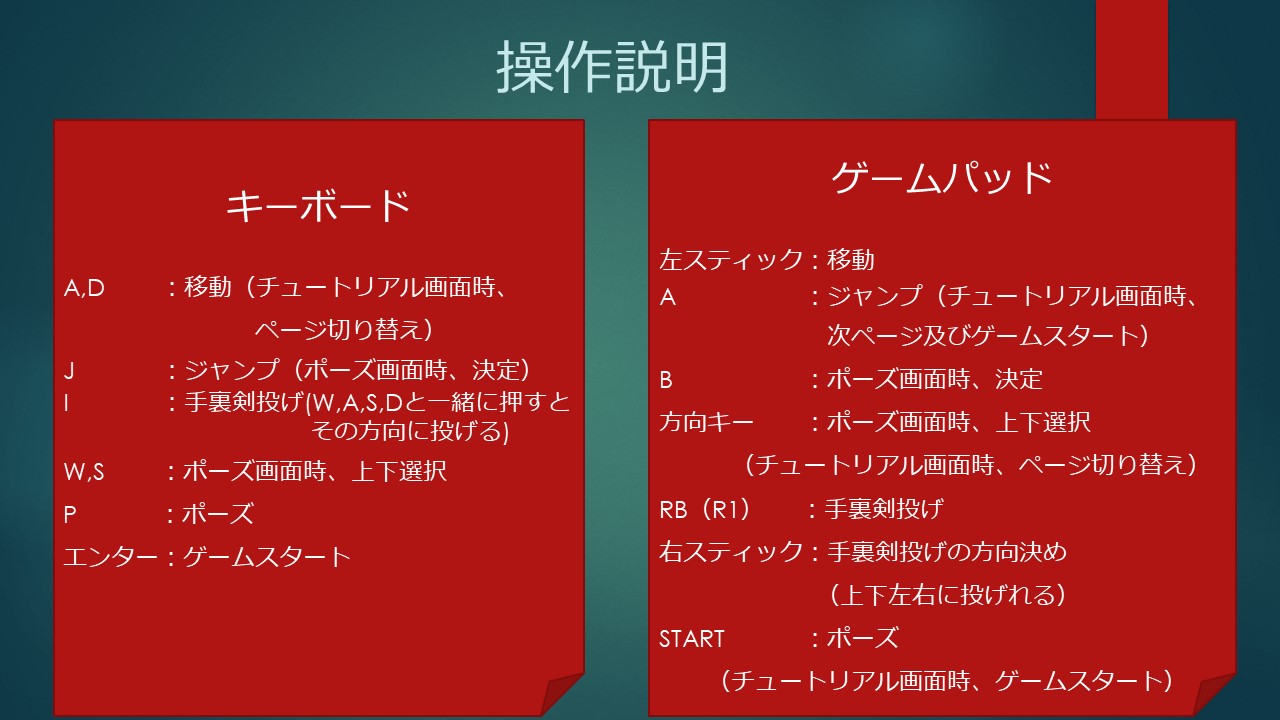 操作説明
キーボード
A,D　　：移動（チュートリアル画面時、
ページ切り替え）
J　　：ジャンプ（ポーズ画面時、決定）
I　　：手裏剣投げ(W,A,S,Dと一緒に押すと
その方向に投げる)
W,S　　：ポーズ画面時、上下選択
P　　：ポーズ
エンター：ゲームスタート
ゲームパッド
左スティック：移動
A　　：ジャンプ（チュートリアル画面時、
次ページ及びゲームスタート）
B　　：ポーズ画面時、決定
方向キー　　：ポーズ画面時、上下選択
（チュートリアル画面時、ページ切り替え）
RB（R1）　　：手裏剣投げ
右スティック：手裏剣投げの方向決め
（上下左右に投げれる）
START　　：ポーズ
（チュートリアル画面時、ゲームスタート）